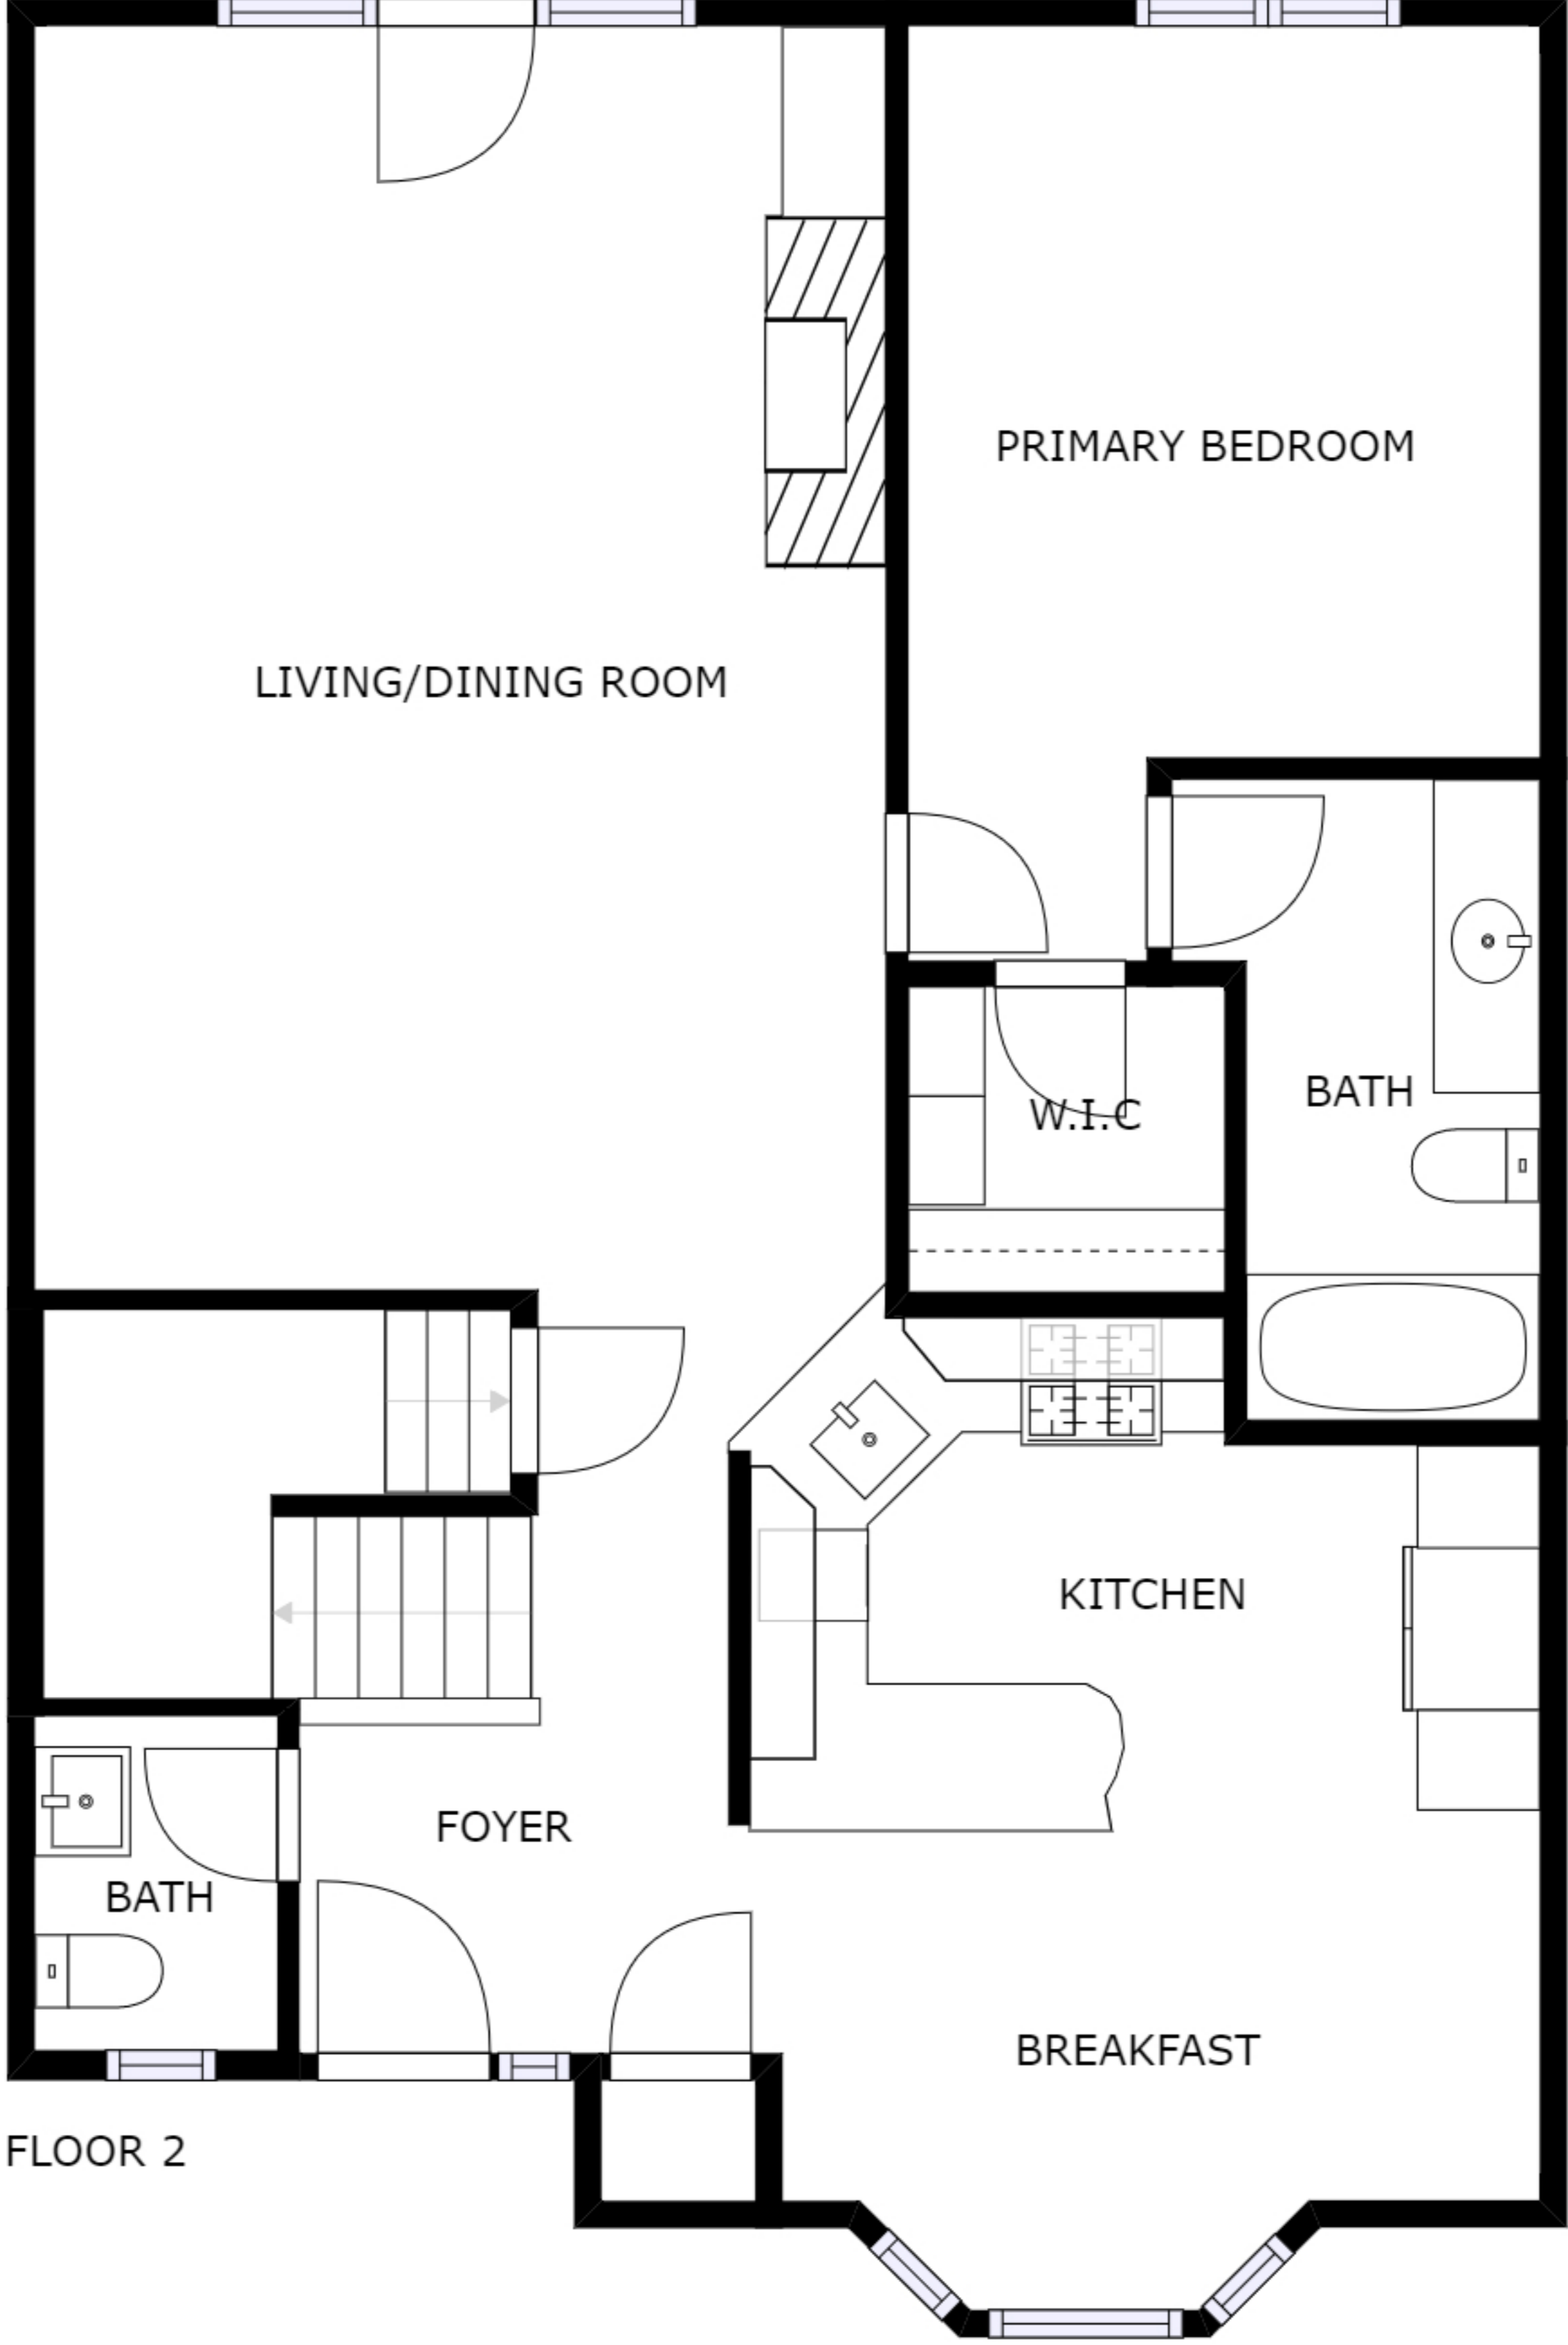 PRIMARY BEDROOM
LIVING/DINING ROOM
BATH
W.I.C
KITCHEN
FOYER
BATH
BREAKFAST
FLOOR 2